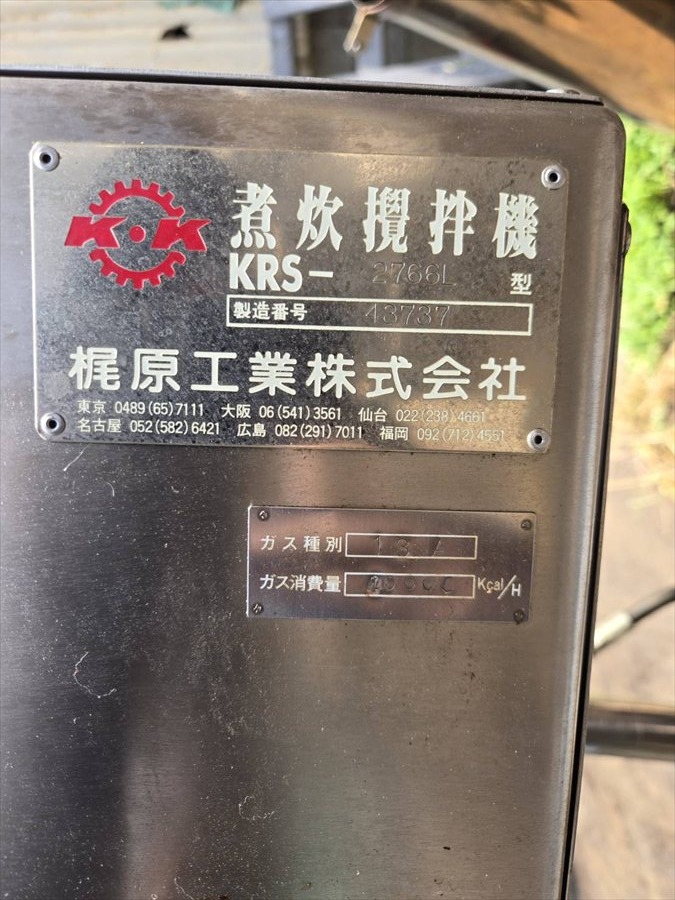 K・K
煮炊攪拌機
KRS- 2766L 型
製造番号 43737
梶原工業株式会社
東京 0489(65)7111 大阪 06(541)3561 仙台 022(238)4661
名古屋 052(582)6421 広島 082(291)7011 福岡 092(712)4551
ガス種別 13A
ガス消費量 Kcal/H